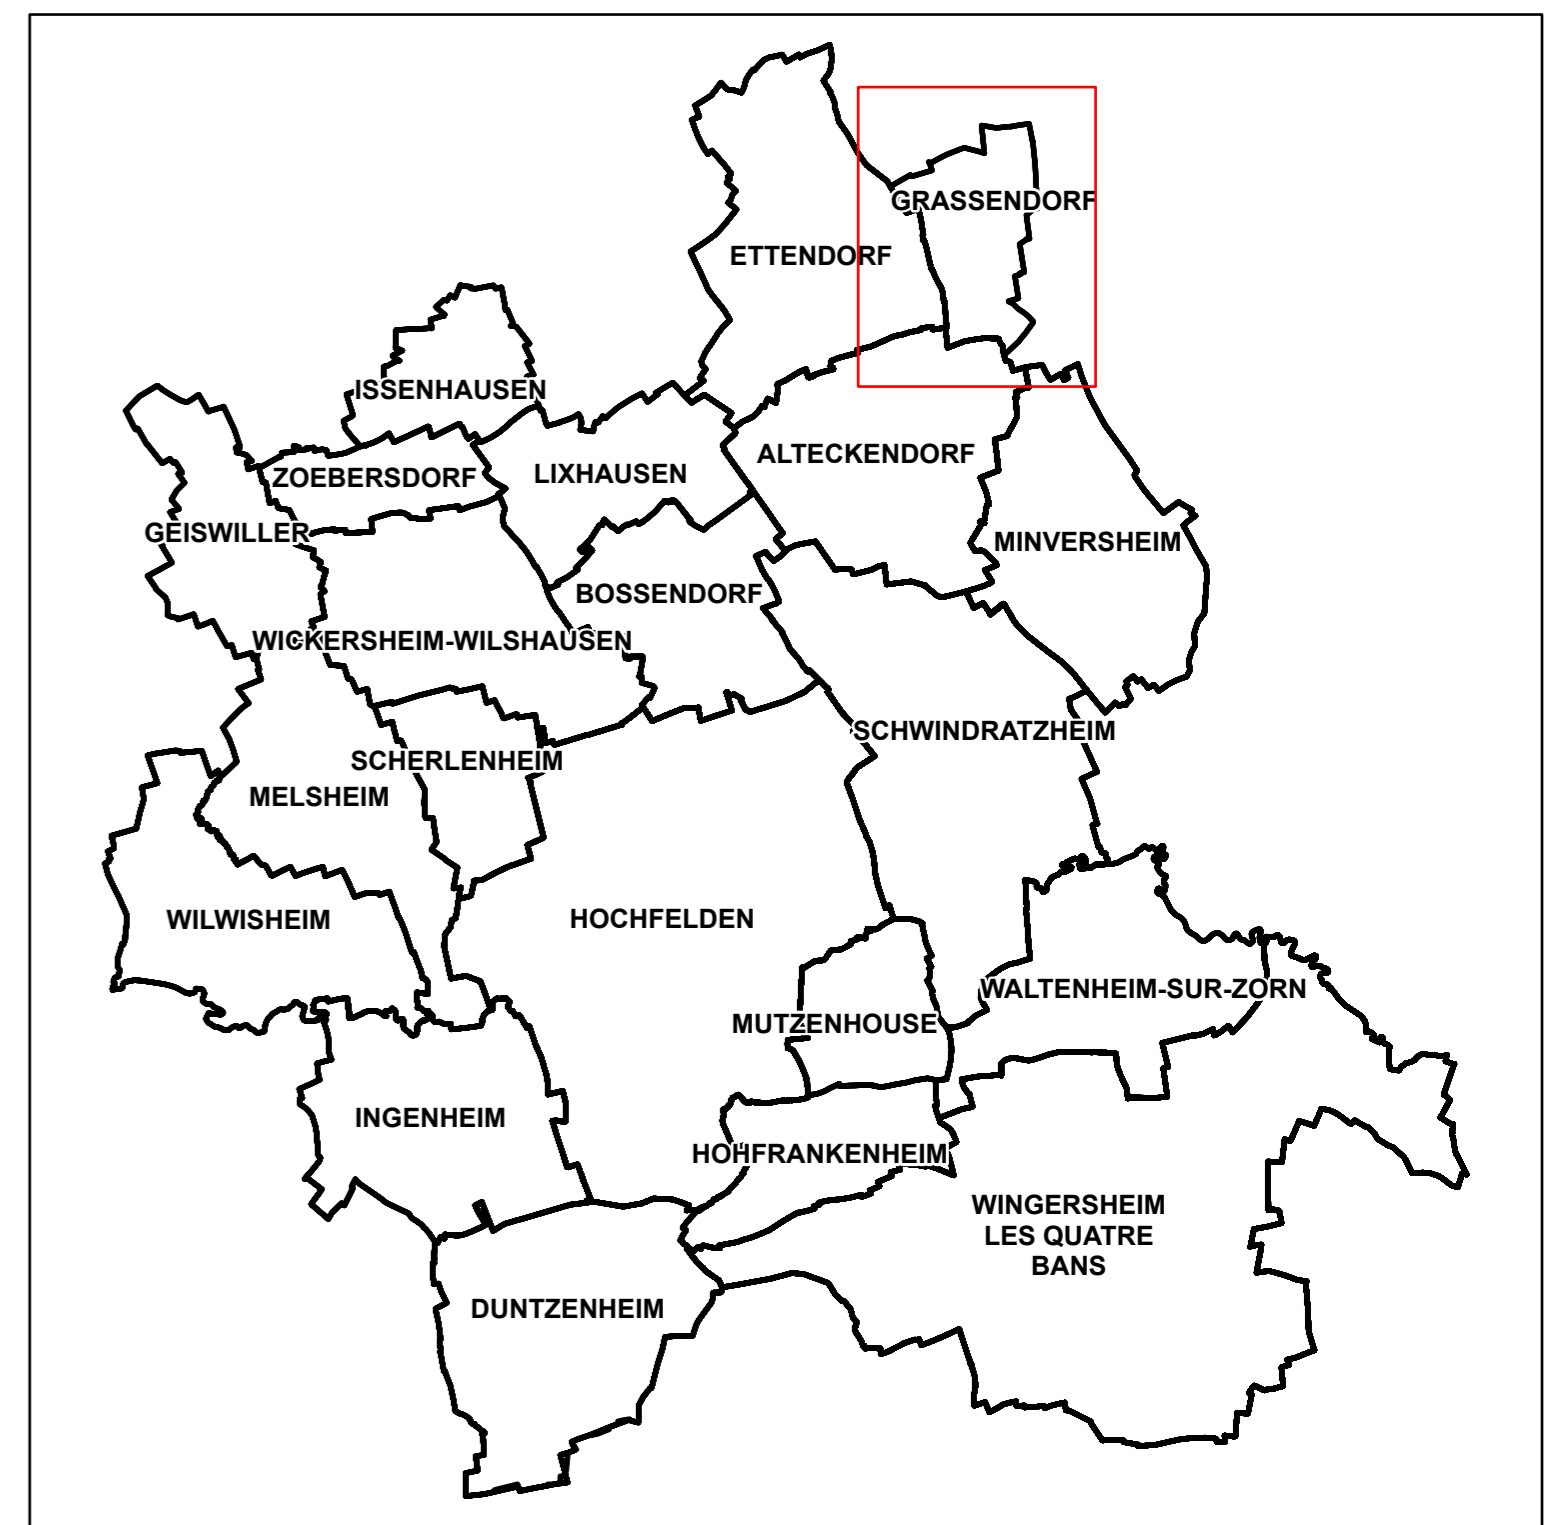 GRASSENDORF
ETTENDORF
ISSENHAUSEN
ALTECKENDORF
LIXHAUSEN
ZOEBERSDORF
GEISWILLER
MINVERSHEIM
BOSSENDORF
WICKERSHEIM-WILSHAUSEN
SCHWINDRATZHEIM
SCHERLENHEIM
MELSHEIM
WILWISHEIM
HOCHFELDEN
WALTENHEIM-SUR-ZORN
MUTZENHOUSE
INGENHEIM
HOHFRANKENHEIM
WINGERSHEIM
LES QUATRE
BANS
DUNTZENHEIM